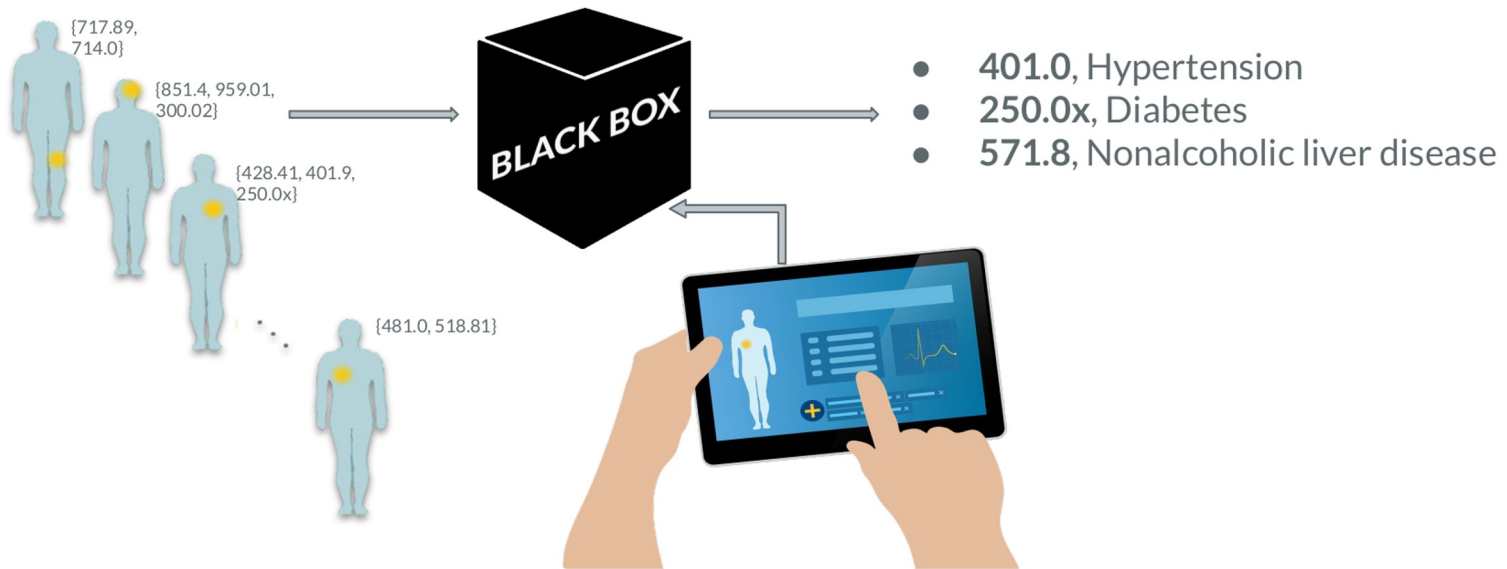 {717.89,
714.0}
{851.4, 959.01,
300.02}
{428.41, 401.9,
250.0x}
{481.0, 518.81}
BLACK BOX
● 401.0, Hypertension
● 250.0x, Diabetes
● 571.8, Nonalcoholic liver disease